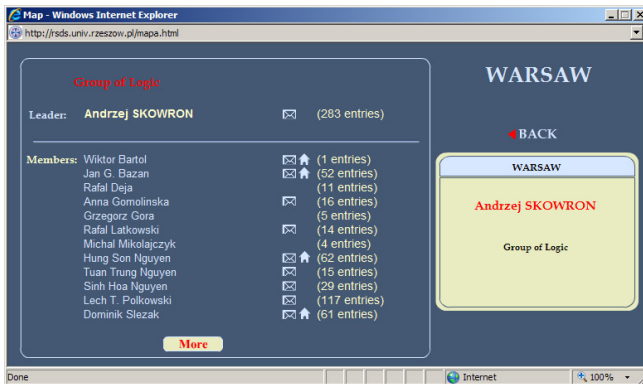 Map - Windows Internet Explorer
http://rsds.univ.rzeszow.pl/mapa.html
Group of Logic
Leader: Andrzej SKOWRON (283 entries)
Members: Wiktor Bartol (1 entries)
Jan G. Bazan (52 entries)
Rafal Deja (11 entries)
Anna Gomolinska (16 entries)
Grzegorz Gora (5 entries)
Rafal Latkowski (14 entries)
Michal Mikolajczyk (4 entries)
Hung Son Nguyen (62 entries)
Tuan Trung Nguyen (15 entries)
Sinh Hoa Nguyen (29 entries)
Lech T. Polkowski (117 entries)
Dominik Slezak (61 entries)
More
WARSAW
BACK
WARSAW
Andrzej SKOWRON
Group of Logic
Done
Internet
100%